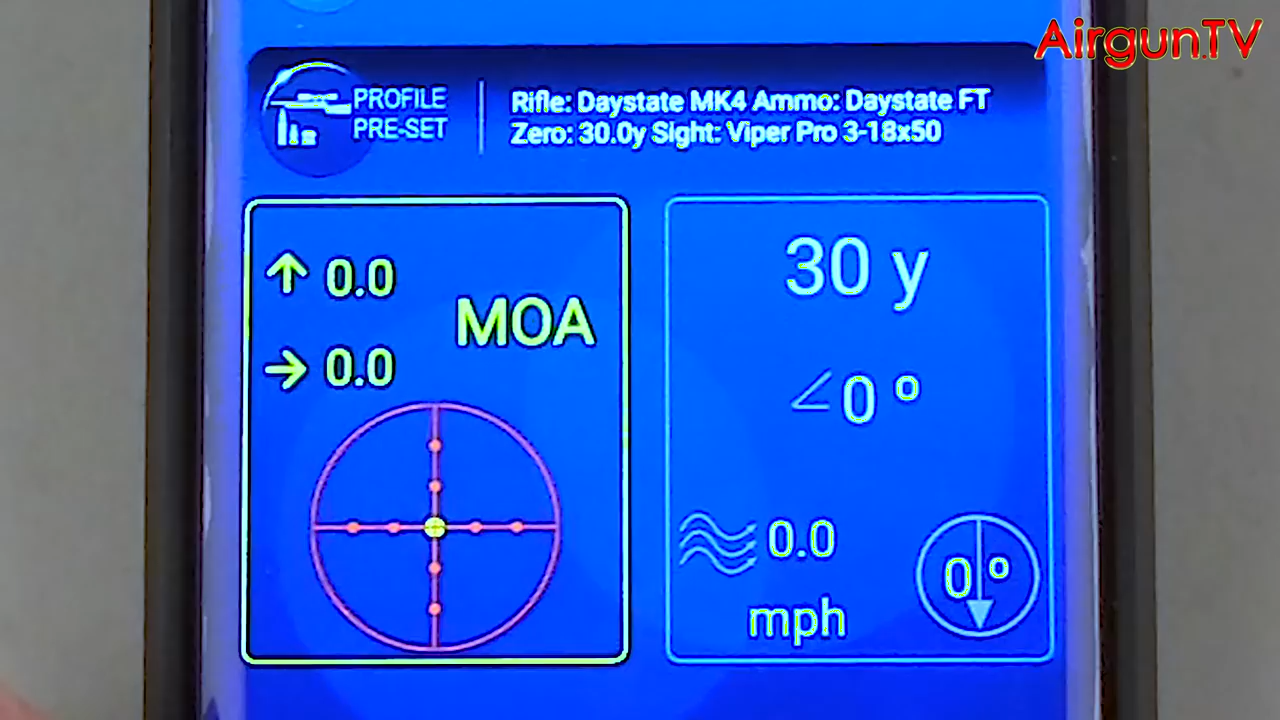 AirgunTV
PROFILE
PRE-SET
Rifle: Daystate MK4 Ammo: Daystate FT
Zero: 30.0y Sight: Viper Pro 3-18x50
↑ 0.0
MOA
→ 0.0
30 y
∠0 º
0.0
mph
0 º